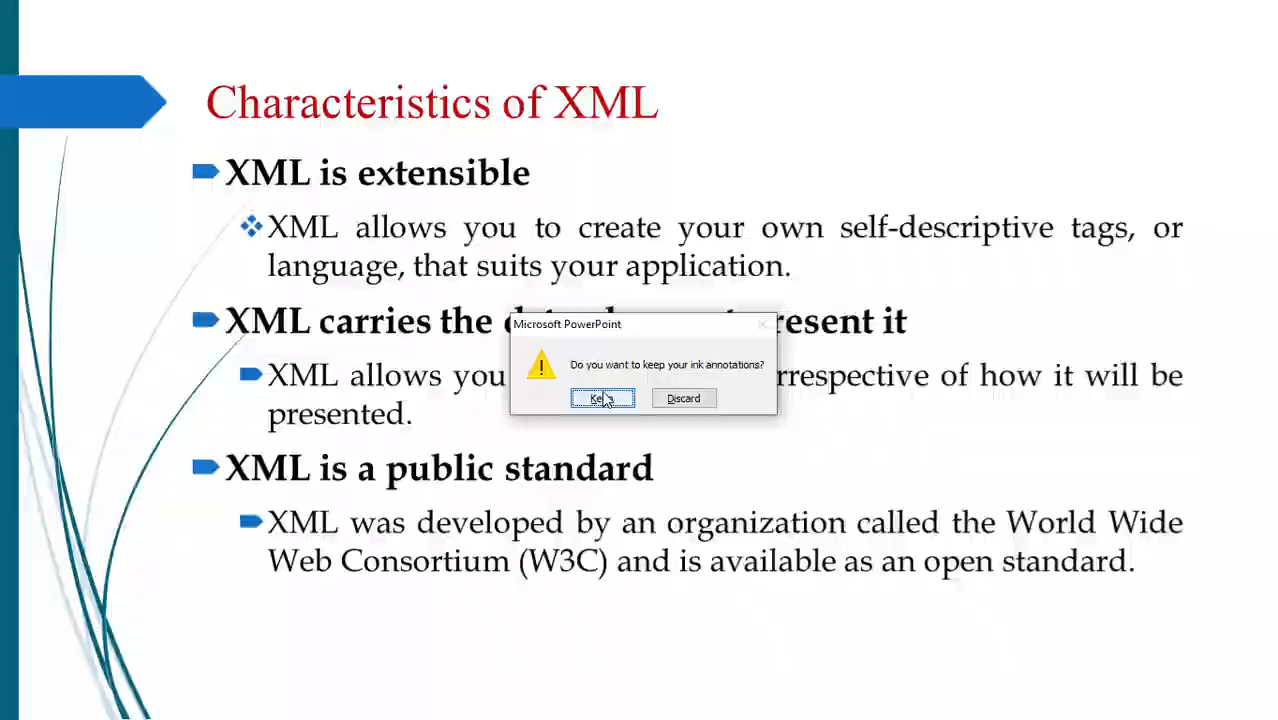 Characteristics of XML
XML is extensible
XML allows you to create your own self-descriptive tags, or
language, that suits your application.
XML carries the resent it
Microsoft PowerPoint
Do you want to keep your ink annotations?
Discard
XML allows you rrespective of how it will be
presented.
XML is a public standard
XML was developed by an organization called the World Wide
Web Consortium (W3C) and is available as an open standard.